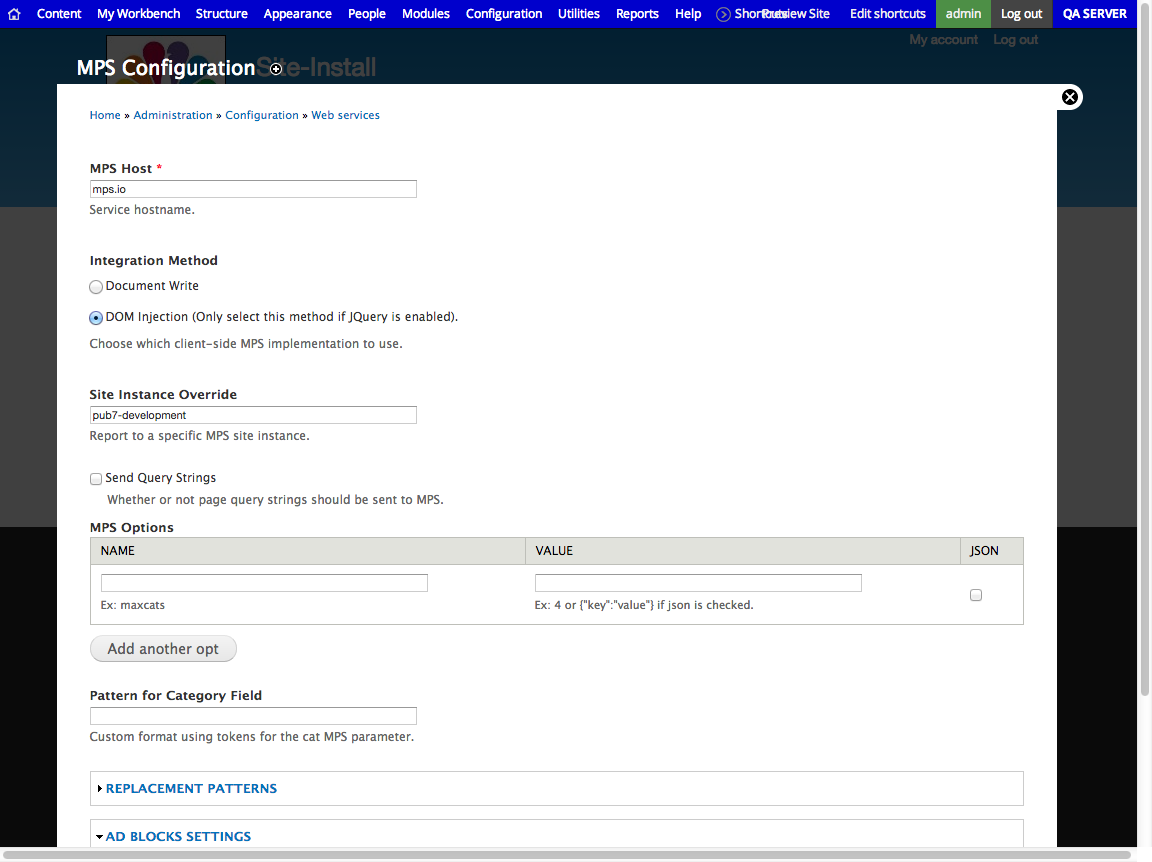 Content My Workbench Structure Appearance People Modules Configuration Utilities Reports Help Shortcuts Preview Site Edit shortcuts admin Log out QA SERVER
My account Log out
MPS Configuration Site-Install
Home » Administration » Configuration » Web services
MPS Host *
mps.io
Service hostname.
Integration Method
Document Write
DOM Injection (Only select this method if JQuery is enabled).
Choose which client-side MPS implementation to use.
Site Instance Override
pub7-development
Report to a specific MPS site instance.
Send Query Strings
Whether or not page query strings should be sent to MPS.
MPS Options
NAME VALUE JSON
Ex: maxcats Ex: 4 or {"key":"value"} if json is checked.
Add another opt
Pattern for Category Field
Custom format using tokens for the cat MPS parameter.
REPLACEMENT PATTERNS
AD BLOCKS SETTINGS